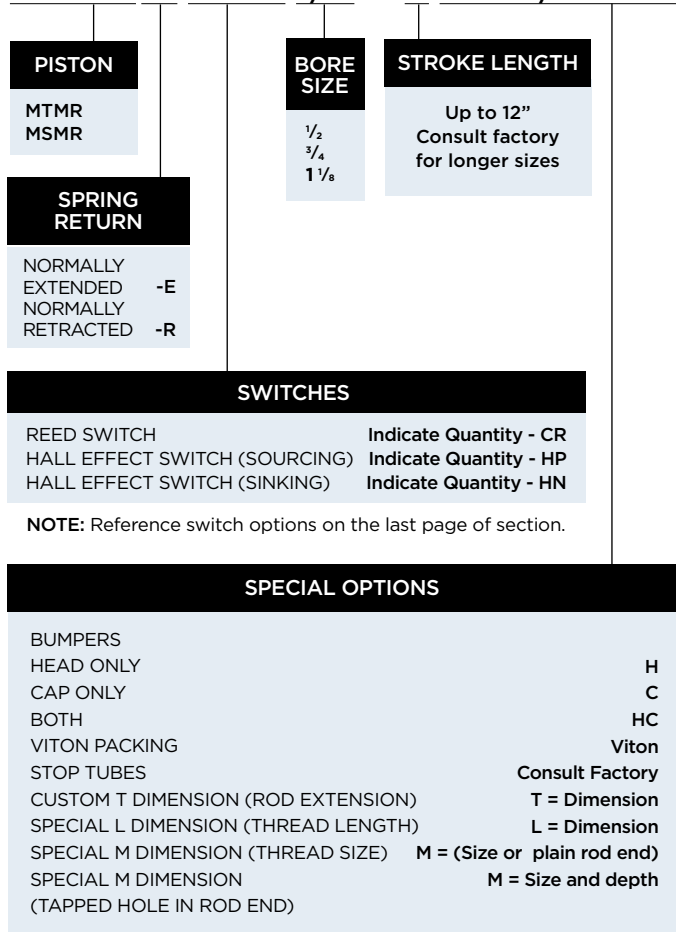 PISTON
MTMR
MSMR
BORE
SIZE
1/2
3/4
1 1/8
STROKE LENGTH
Up to 12”
Consult factory
for longer sizes
SPRING
RETURN
NORMALLY
EXTENDED -E
NORMALLY
RETRACTED -R
SWITCHES
REED SWITCH Indicate Quantity - CR
HALL EFFECT SWITCH (SOURCING) Indicate Quantity - HP
HALL EFFECT SWITCH (SINKING) Indicate Quantity - HN
NOTE: Reference switch options on the last page of section.
SPECIAL OPTIONS
BUMPERS
HEAD ONLY H
CAP ONLY C
BOTH HC
VITON PACKING Viton
STOP TUBES Consult Factory
CUSTOM T DIMENSION (ROD EXTENSION) T = Dimension
SPECIAL L DIMENSION (THREAD LENGTH) L = Dimension
SPECIAL M DIMENSION (THREAD SIZE) M = (Size or plain rod end)
SPECIAL M DIMENSION M = Size and depth
(TAPPED HOLE IN ROD END)